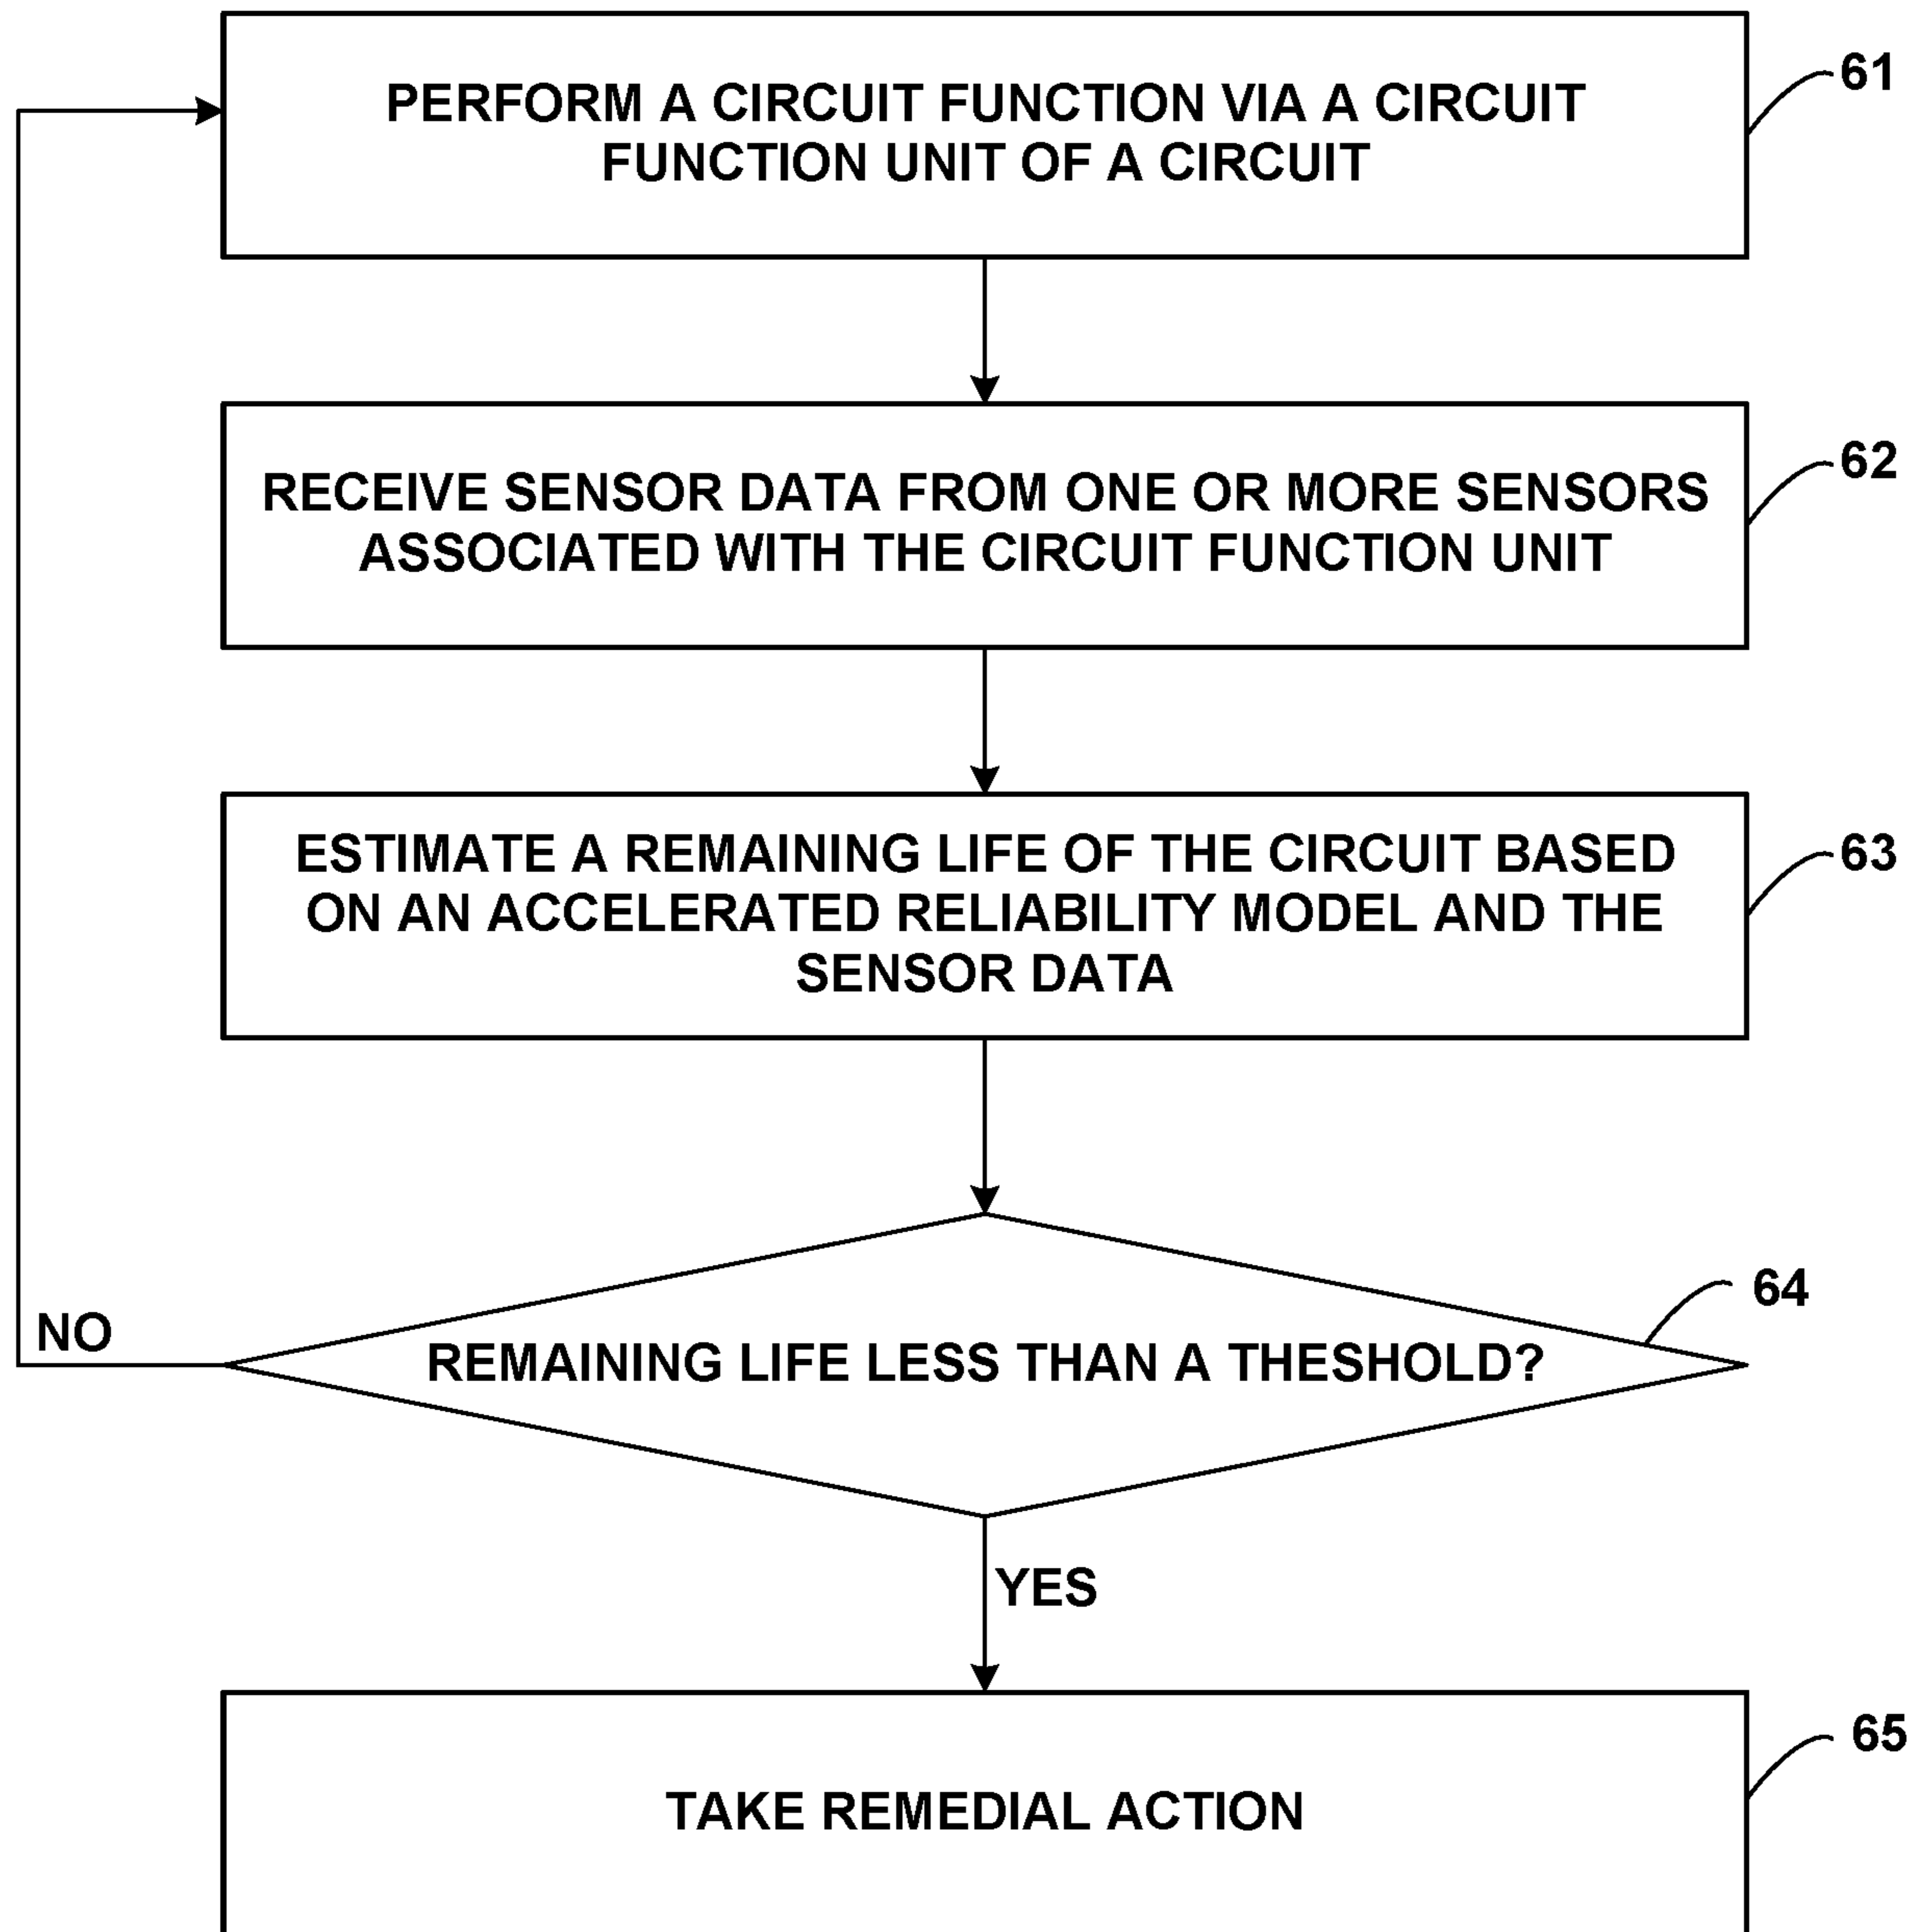 PERFORM A CIRCUIT FUNCTION VIA A CIRCUIT
FUNCTION UNIT OF A CIRCUIT
61
RECEIVE SENSOR DATA FROM ONE OR MORE SENSORS
ASSOCIATED WITH THE CIRCUIT FUNCTION UNIT
62
ESTIMATE A REMAINING LIFE OF THE CIRCUIT BASED
ON AN ACCELERATED RELIABILITY MODEL AND THE
SENSOR DATA
63
64
NO
REMAINING LIFE LESS THAN A THESHOLD?
YES
65
TAKE REMEDIAL ACTION